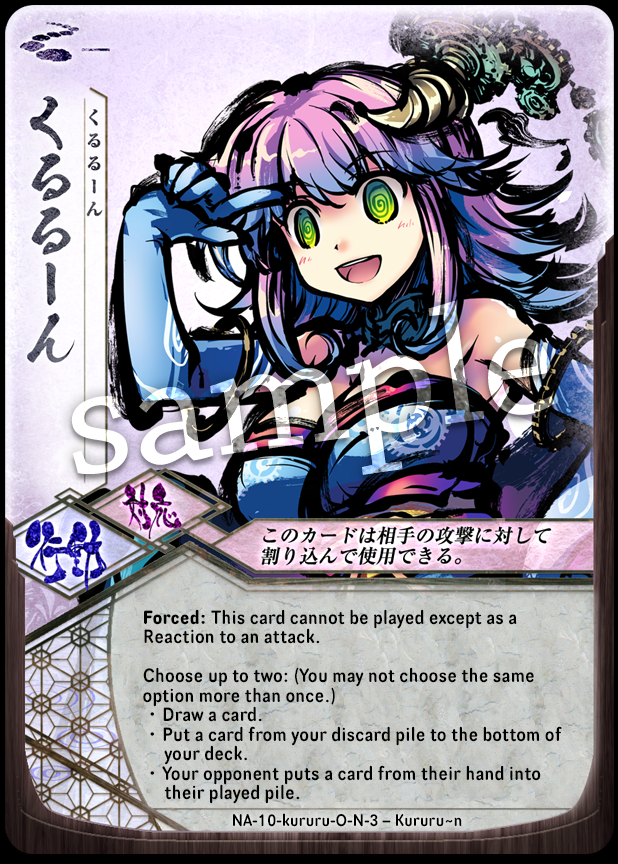 くるるーん
くるるーん
sample
対応
行動
このカードは相手の攻撃に対して
割り込んで使用できる。
Forced: This card cannot be played except as a
Reaction to an attack.
Choose up to two: (You may not choose the same
option more than once.)
・Draw a card.
・Put a card from your discard pile to the bottom of
your deck.
・Your opponent puts a card from their hand into
their played pile.
NA-10-kururu-O-N-3 – Kururu~n